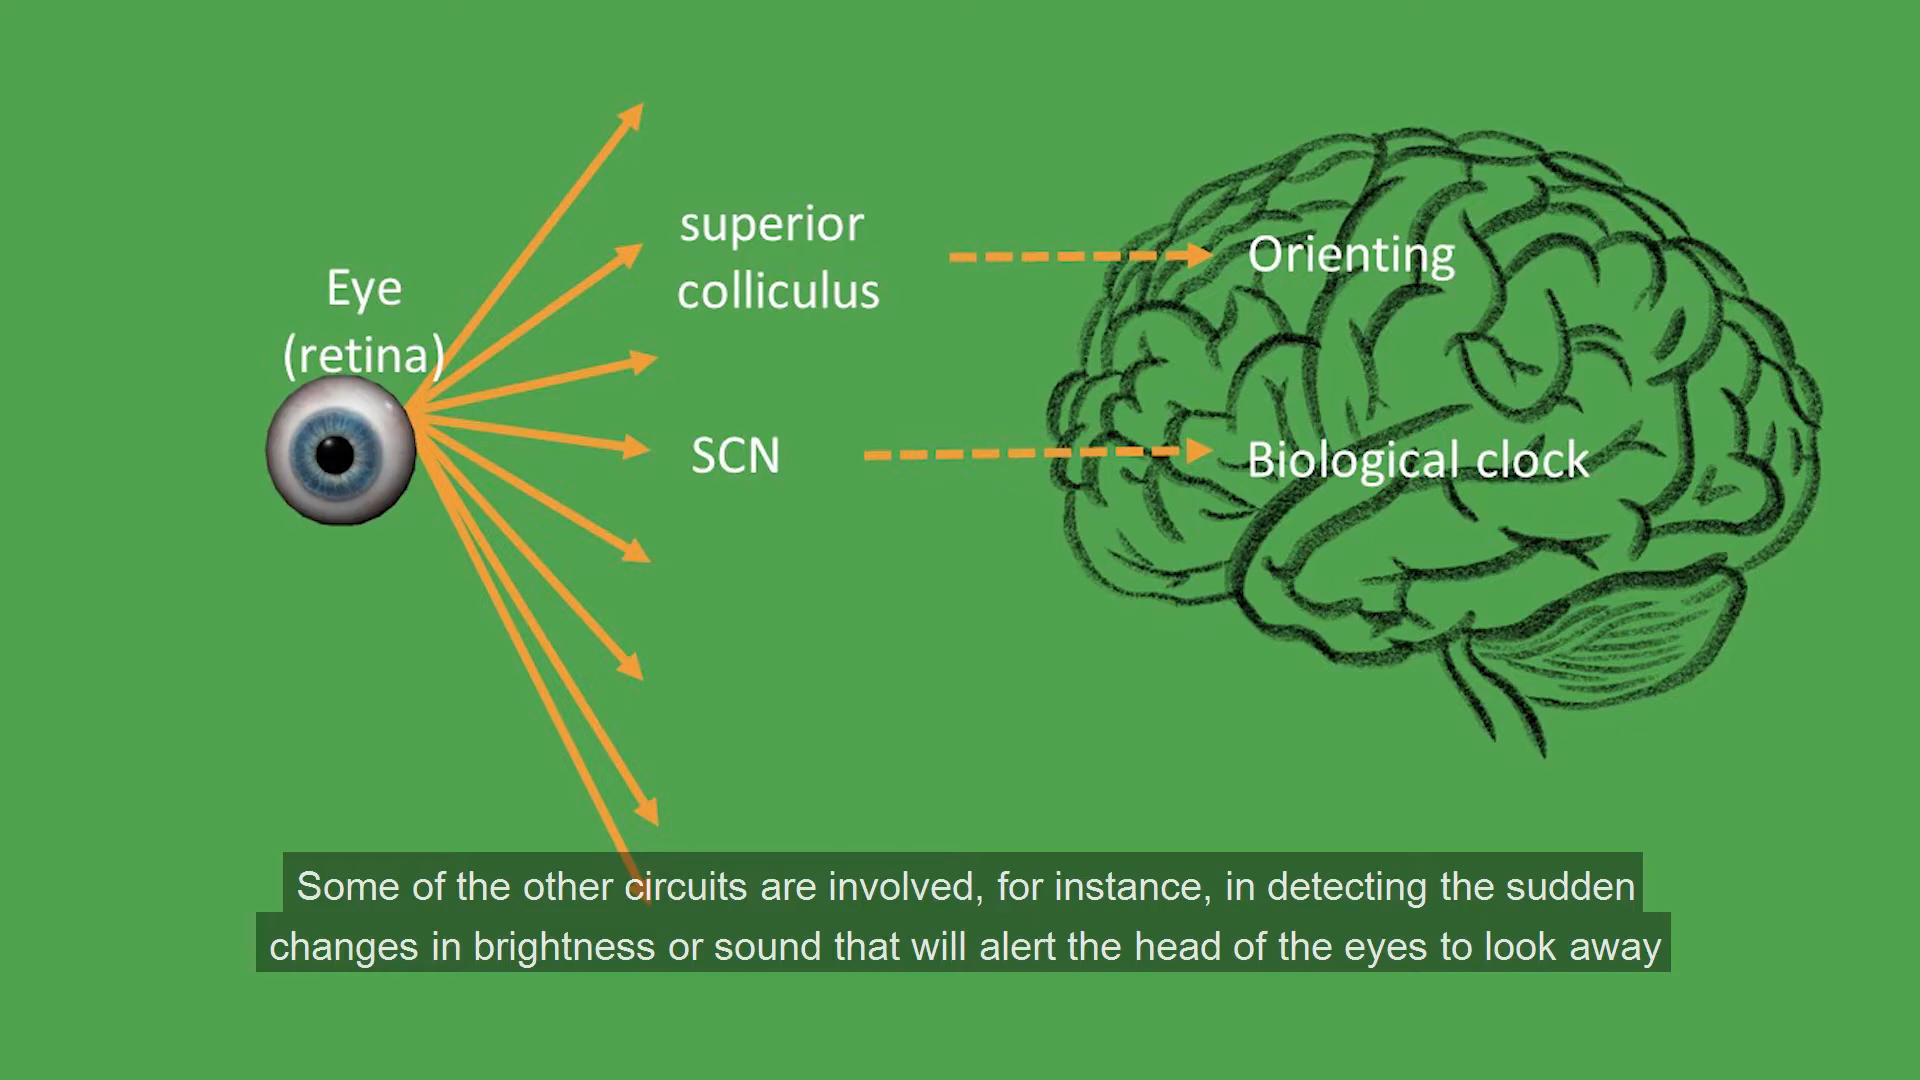 Eye
(retina)
superior
colliculus
Orienting
SCN
Biological clock
Some of the other circuits are involved, for instance, in detecting the sudden
changes in brightness or sound that will alert the head of the eyes to look away